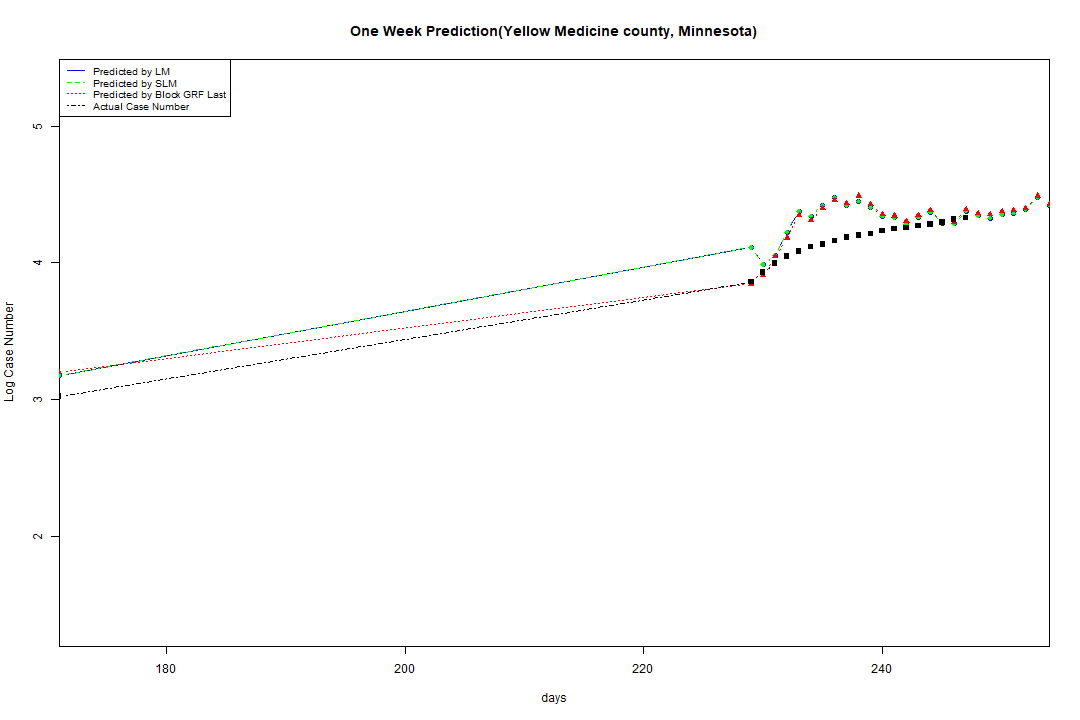 One Week Prediction(Yellow Medicine county, Minnesota)
Predicted by LM
Predicted by SLM
Predicted by Block GRF Last
Actual Case Number
5
4
3
2
Log Case Number
180
200
220
240
days